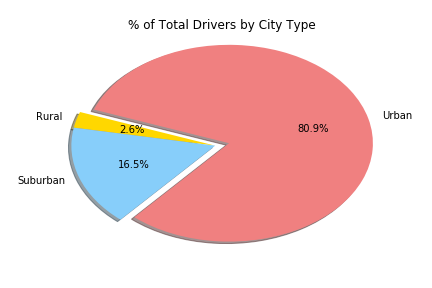 % of Total Drivers by City Type
Rural
2.6%
Urban
80.9%
Suburban
16.5%